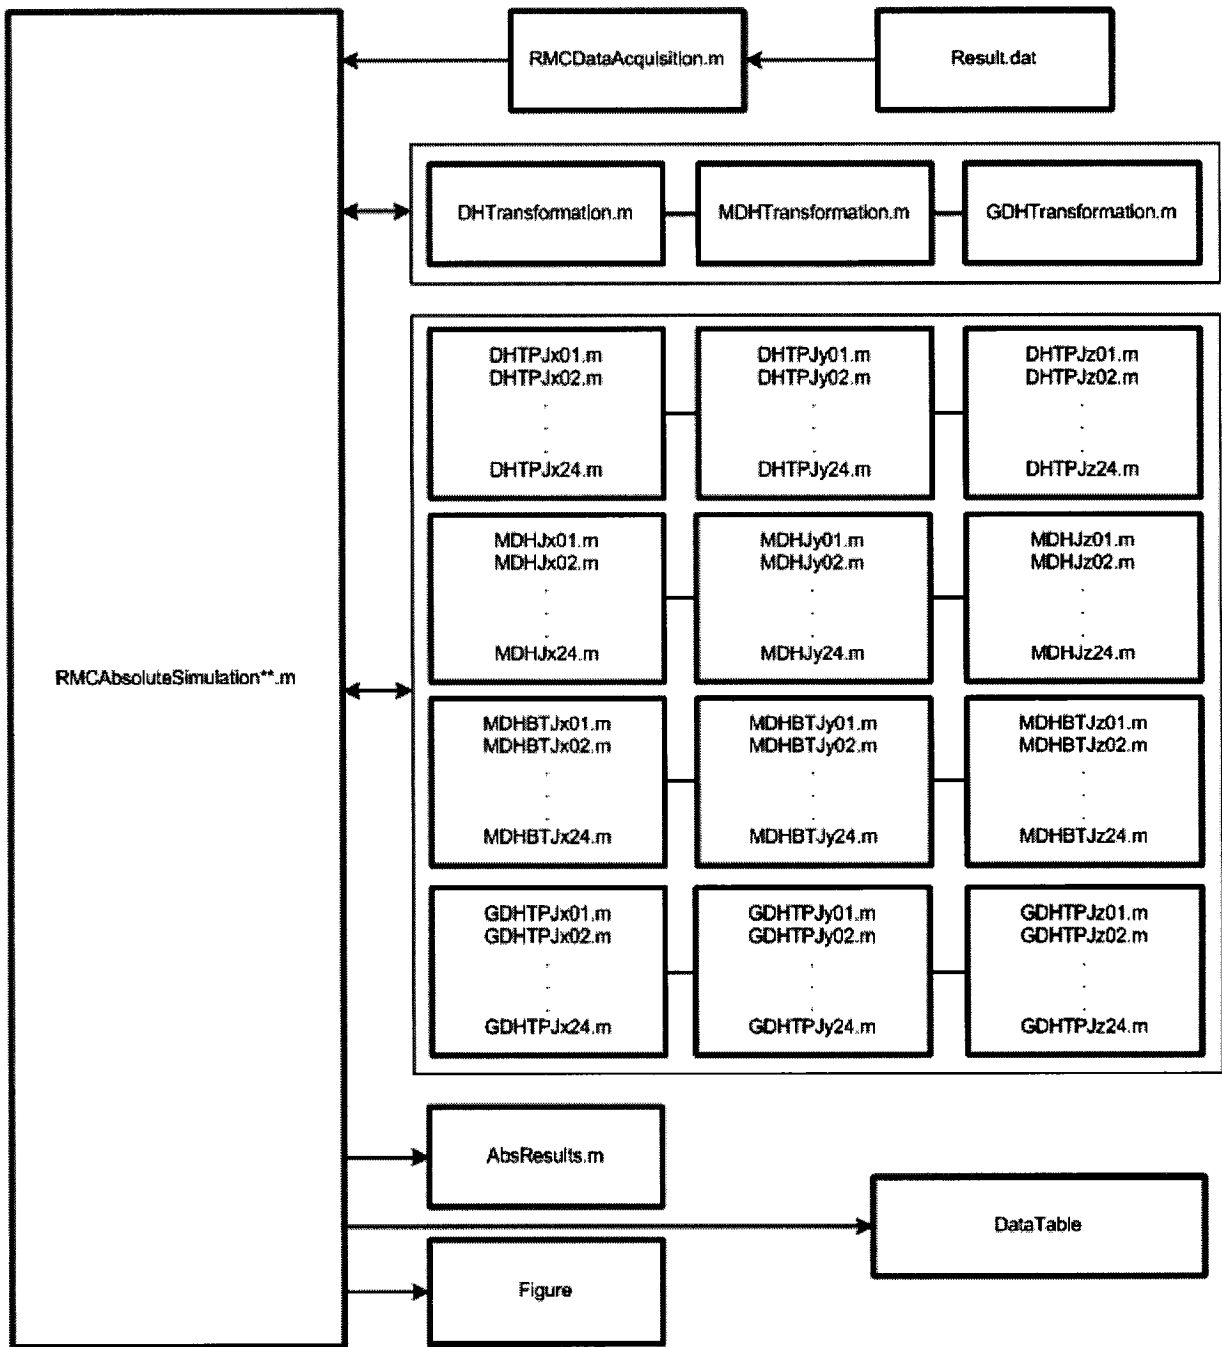 RMCDataAcquisition.m
Result.dat
DHTransformation.m
MDHTransformation.m
GDHTransformation.m
RMCAbsoluteSimulation**.m
DHTPJx01.m
DHTPJx02.m
.
.
.
DHTPJx24.m
DHTPJy01.m
DHTPJy02.m
.
.
.
DHTPJy24.m
DHTPJz01.m
DHTPJz02.m
.
.
.
DHTPJz24.m
MDHJx01.m
MDHJx02.m
.
.
.
MDHJx24.m
MDHJy01.m
MDHJy02.m
.
.
.
MDHJy24.m
MDHJz01.m
MDHJz02.m
.
.
.
MDHJz24.m
MDHBTJx01.m
MDHBTJx02.m
.
.
.
MDHBTJx24.m
MDHBTJy01.m
MDHBTJy02.m
.
.
.
MDHBTJy24.m
MDHBTJz01.m
MDHBTJz02.m
.
.
.
MDHBTJz24.m
GDHTPJx01.m
GDHTPJx02.m
.
.
.
GDHTPJx24.m
GDHTPJy01.m
GDHTPJy02.m
.
.
.
GDHTPJy24.m
GDHTPJz01.m
GDHTPJz02.m
.
.
.
GDHTPJz24.m
AbsResults.m
DataTable
Figure